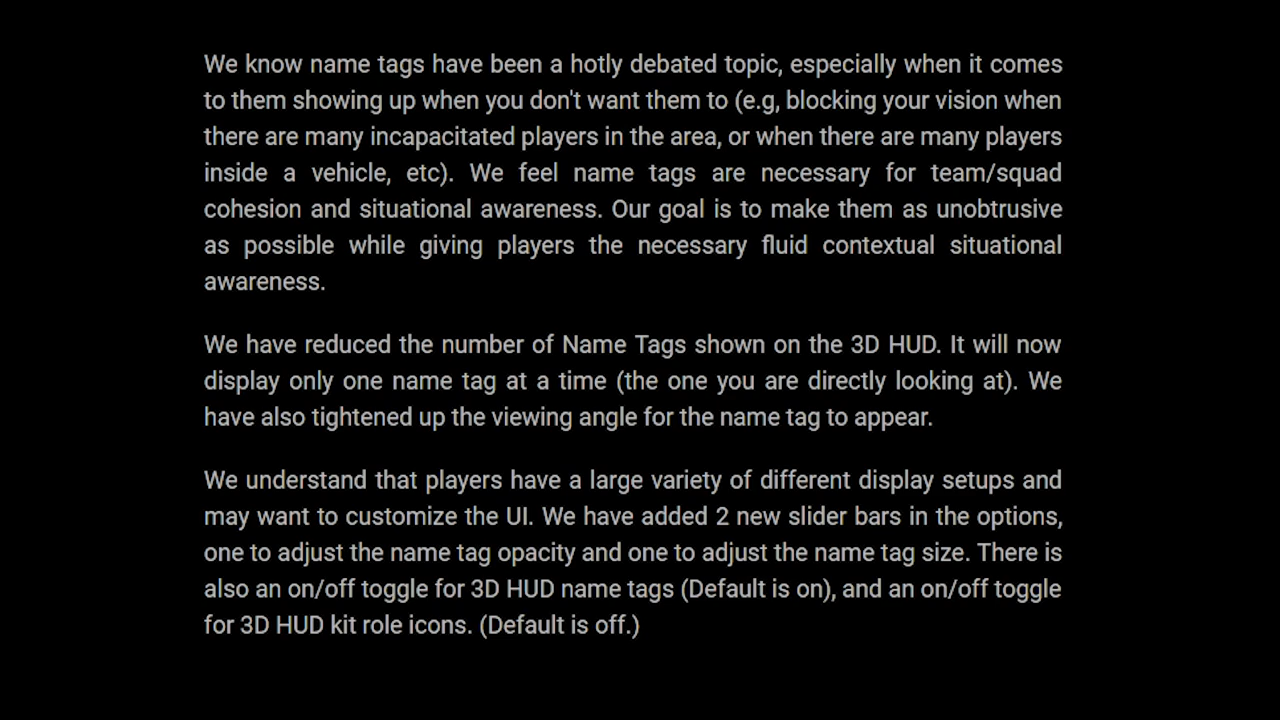 We know name tags have been a hotly debated topic, especially when it comes
to them showing up when you don't want them to (e.g, blocking your vision when
there are many incapacitated players in the area, or when there are many players
inside a vehicle, etc). We feel name tags are necessary for team/squad
cohesion and situational awareness. Our goal is to make them as unobtrusive
as possible while giving players the necessary fluid contextual situational
awareness.
We have reduced the number of Name Tags shown on the 3D HUD. It will now
display only one name tag at a time (the one you are directly looking at). We
have also tightened up the viewing angle for the name tag to appear.
We understand that players have a large variety of different display setups and
may want to customize the UI. We have added 2 new slider bars in the options,
one to adjust the name tag opacity and one to adjust the name tag size. There is
also an on/off toggle for 3D HUD name tags (Default is on), and an on/off toggle
for 3D HUD kit role icons. (Default is off.)